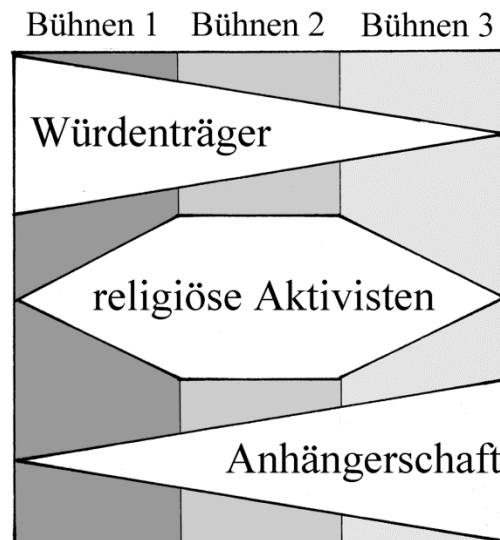 Bühnen 1 Bühnen 2 Bühnen 3
Würdenträger
religiöse Aktivisten
Anhängerschaft